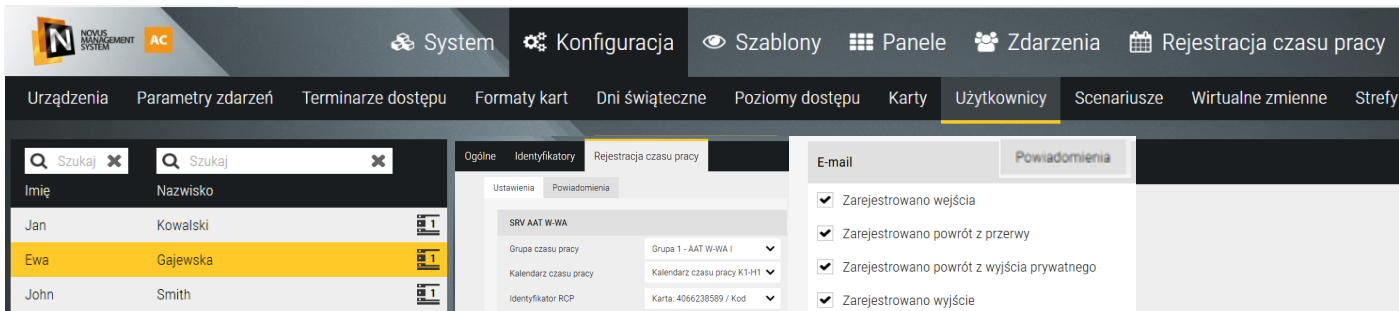 NOVUS
MANAGEMENT
SYSTEM
AC
System Konfiguracja Szablony Panele Zdarzenia Rejestracja czasu pracy
Urządzenia Parametry zdarzeń Terminarze dostępu Formaty kart Dni świąteczne Poziomy dostępu Karty Użytkownicy Scenariusze Wirtualne zmienne Strefy
Szukaj Szukaj
Imię Nazwisko
Jan Kowalski 1
Ewa Gajewska 1
John Smith 1
Ogólne Identyfikatory Rejestracja czasu pracy
Ustawienia Powiadomienia
SRV AAT W-WA
Grupa czasu pracy Grupa 1 - AAT W-WA I
Kalendarz czasu pracy Kalendarz czasu pracy K1-H1
Identyfikator RCP Karta: 4066238589 / Kod
E-mail Powiadomienia
Zarejestrowano wejścia
Zarejestrowano powrót z przerwy
Zarejestrowano powrót z wyjścia prywatnego
Zarejestrowano wyjście